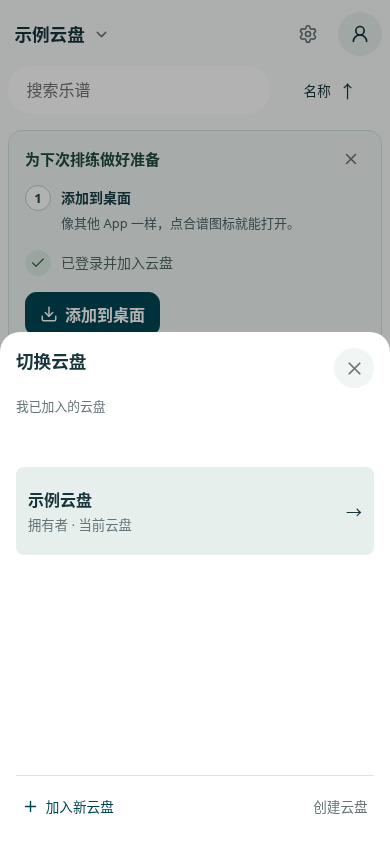 示例云盘
搜索乐谱
名称 ↑
为下次排练做好准备
1 添加到桌面
像其他 App 一样，点合谱图标就能打开。
已登录并加入云盘
添加到桌面
切换云盘
我已加入的云盘
示例云盘
拥有者 · 当前云盘
→
+ 加入新云盘
创建云盘